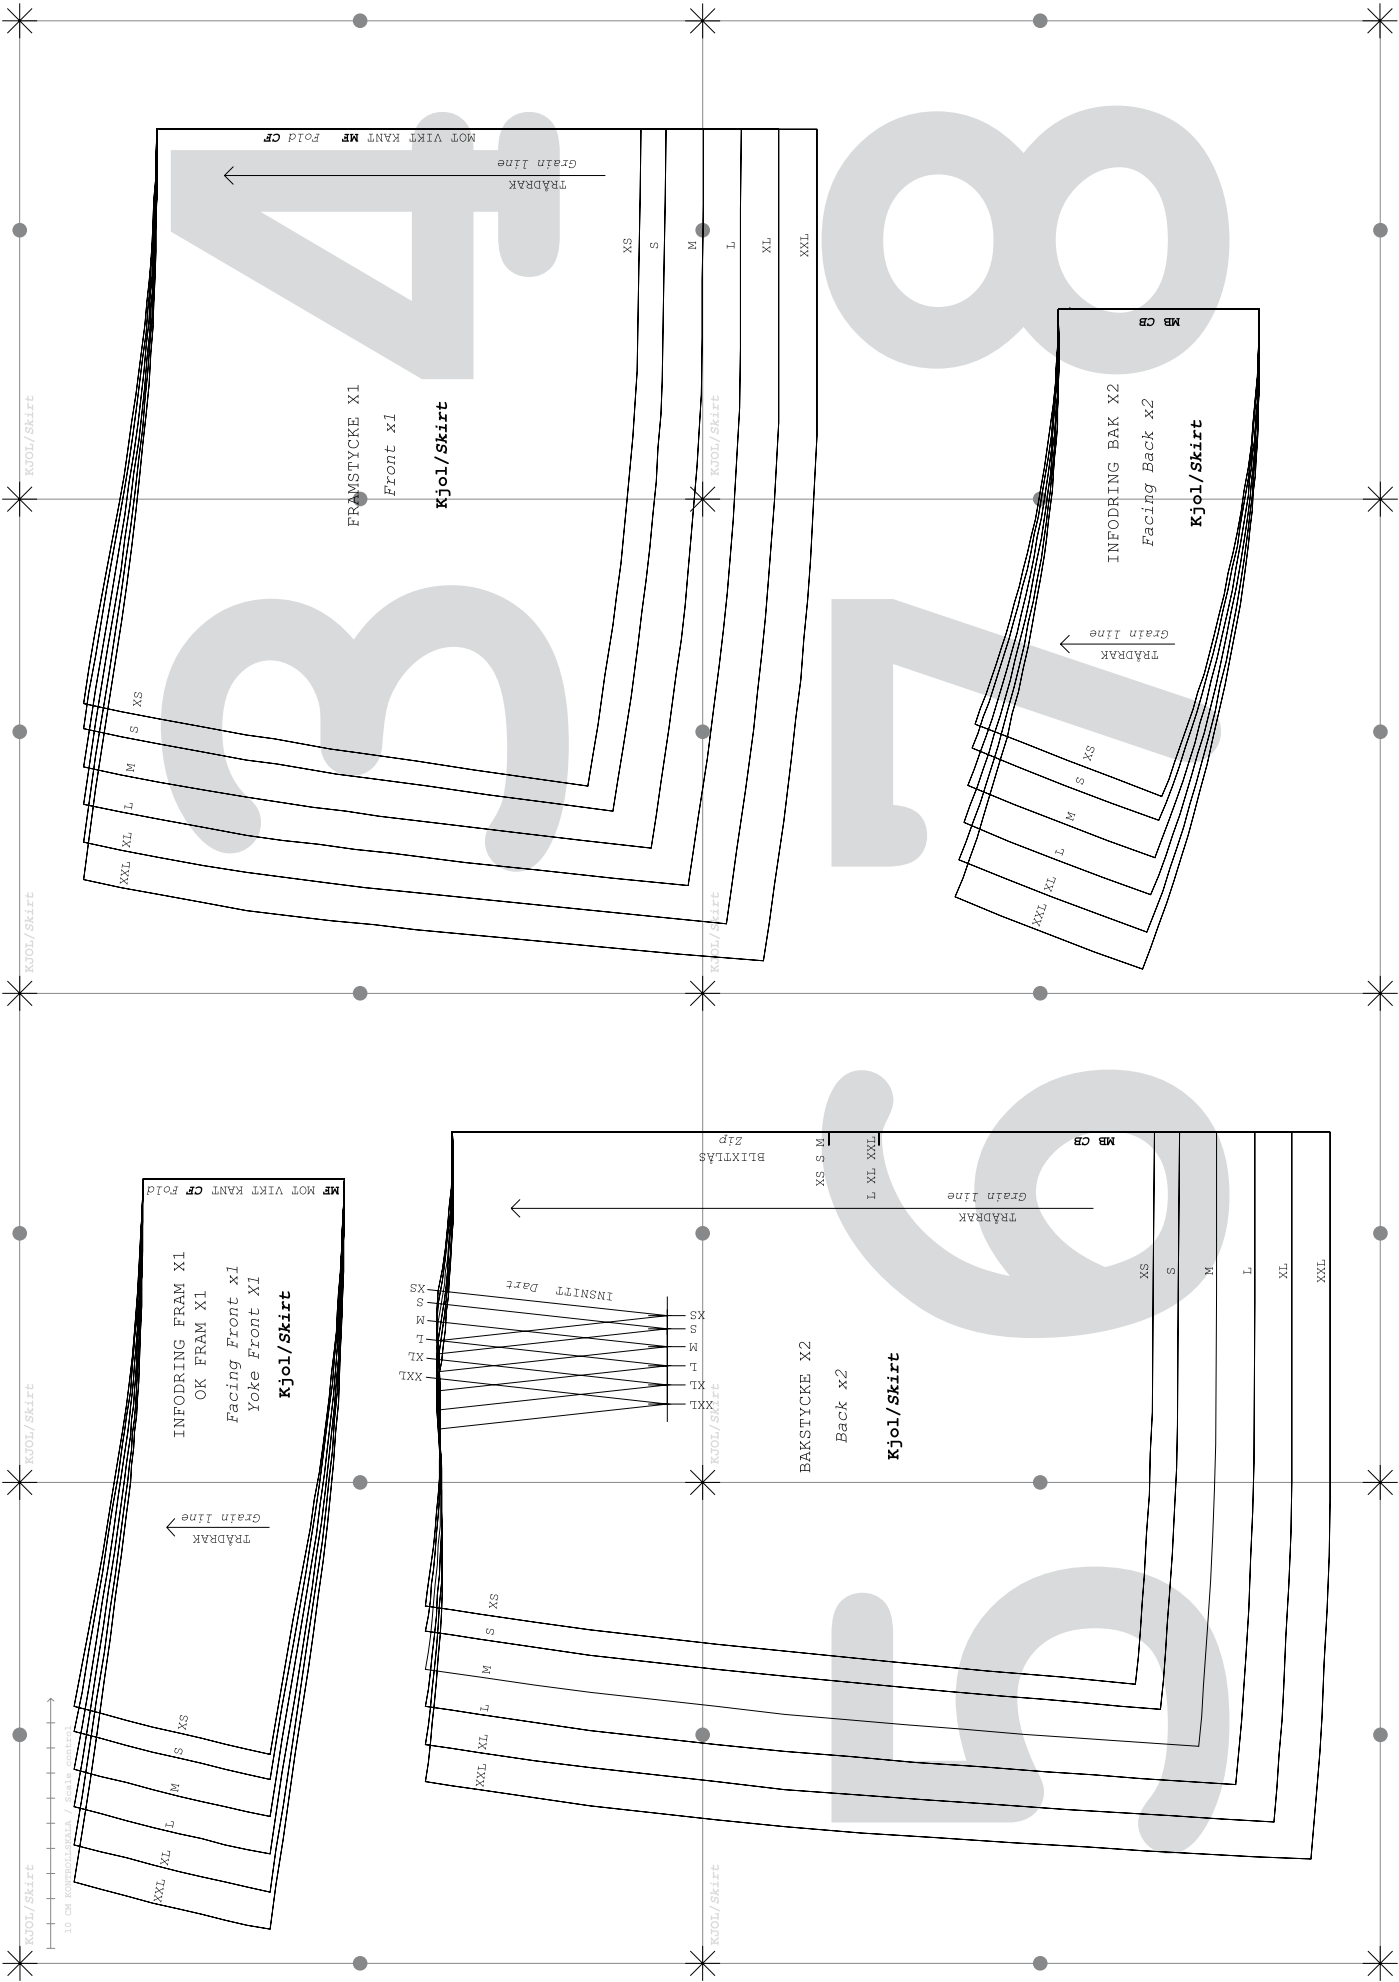 4
MOT VIKT KANT MF Fold CF
Grain line
TRÅDRAK
XS
S
M
L
XL
XXL
FRAMSTYCKE X1
Front x1
Kjol/Skirt
KJOL/Skirt
KJOL/Skirt
3
XS
S
M
L
XL
XXL
KJOL/Skirt
KJOL/Skirt
8
MB CB
INFODRING BAK X2
Facing Back x2
Kjol/Skirt
Grain line
TRÅDRAK
7
XS
S
M
L
XL
XXL
MF MOT VIKT KANT CF Fold
INFODRING FRAM X1
OK FRAM X1
Facing Front x1
Yoke Front X1
Kjol/Skirt
Grain line
TRÅDRAK
KJOL/Skirt
XS
S
M
L
XL
XXL
10 CM KONTROLLSKALA / Scale control
KJOL/Skirt
6
Zip
BLIXTLÅS
XS S M
L XL XXL
MB CB
Grain line
TRÅDRAK
XS
S
M
L
XL
XXL
INSNITT Dart
XS
S
M
L
XL
XXL
XS
S
M
L
XL
XXL
BAKSTYCKE X2
Back x2
Kjol/Skirt
KJOL/Skirt
5
XS
S
M
L
XL
XXL
KJOL/Skirt